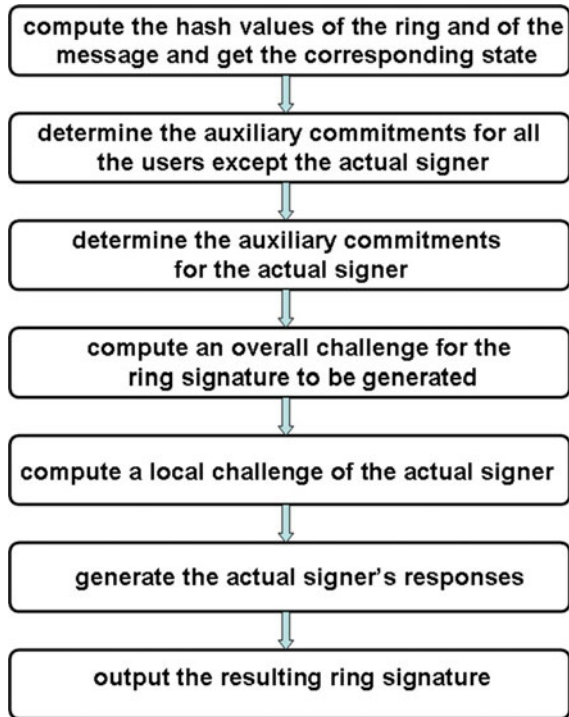 compute the hash values of the ring and of the
message and get the corresponding state
determine the auxiliary commitments for all
the users except the actual signer
determine the auxiliary commitments
for the actual signer
compute an overall challenge for the
ring signature to be generated
compute a local challenge of the actual signer
generate the actual signer's responses
output the resulting ring signature